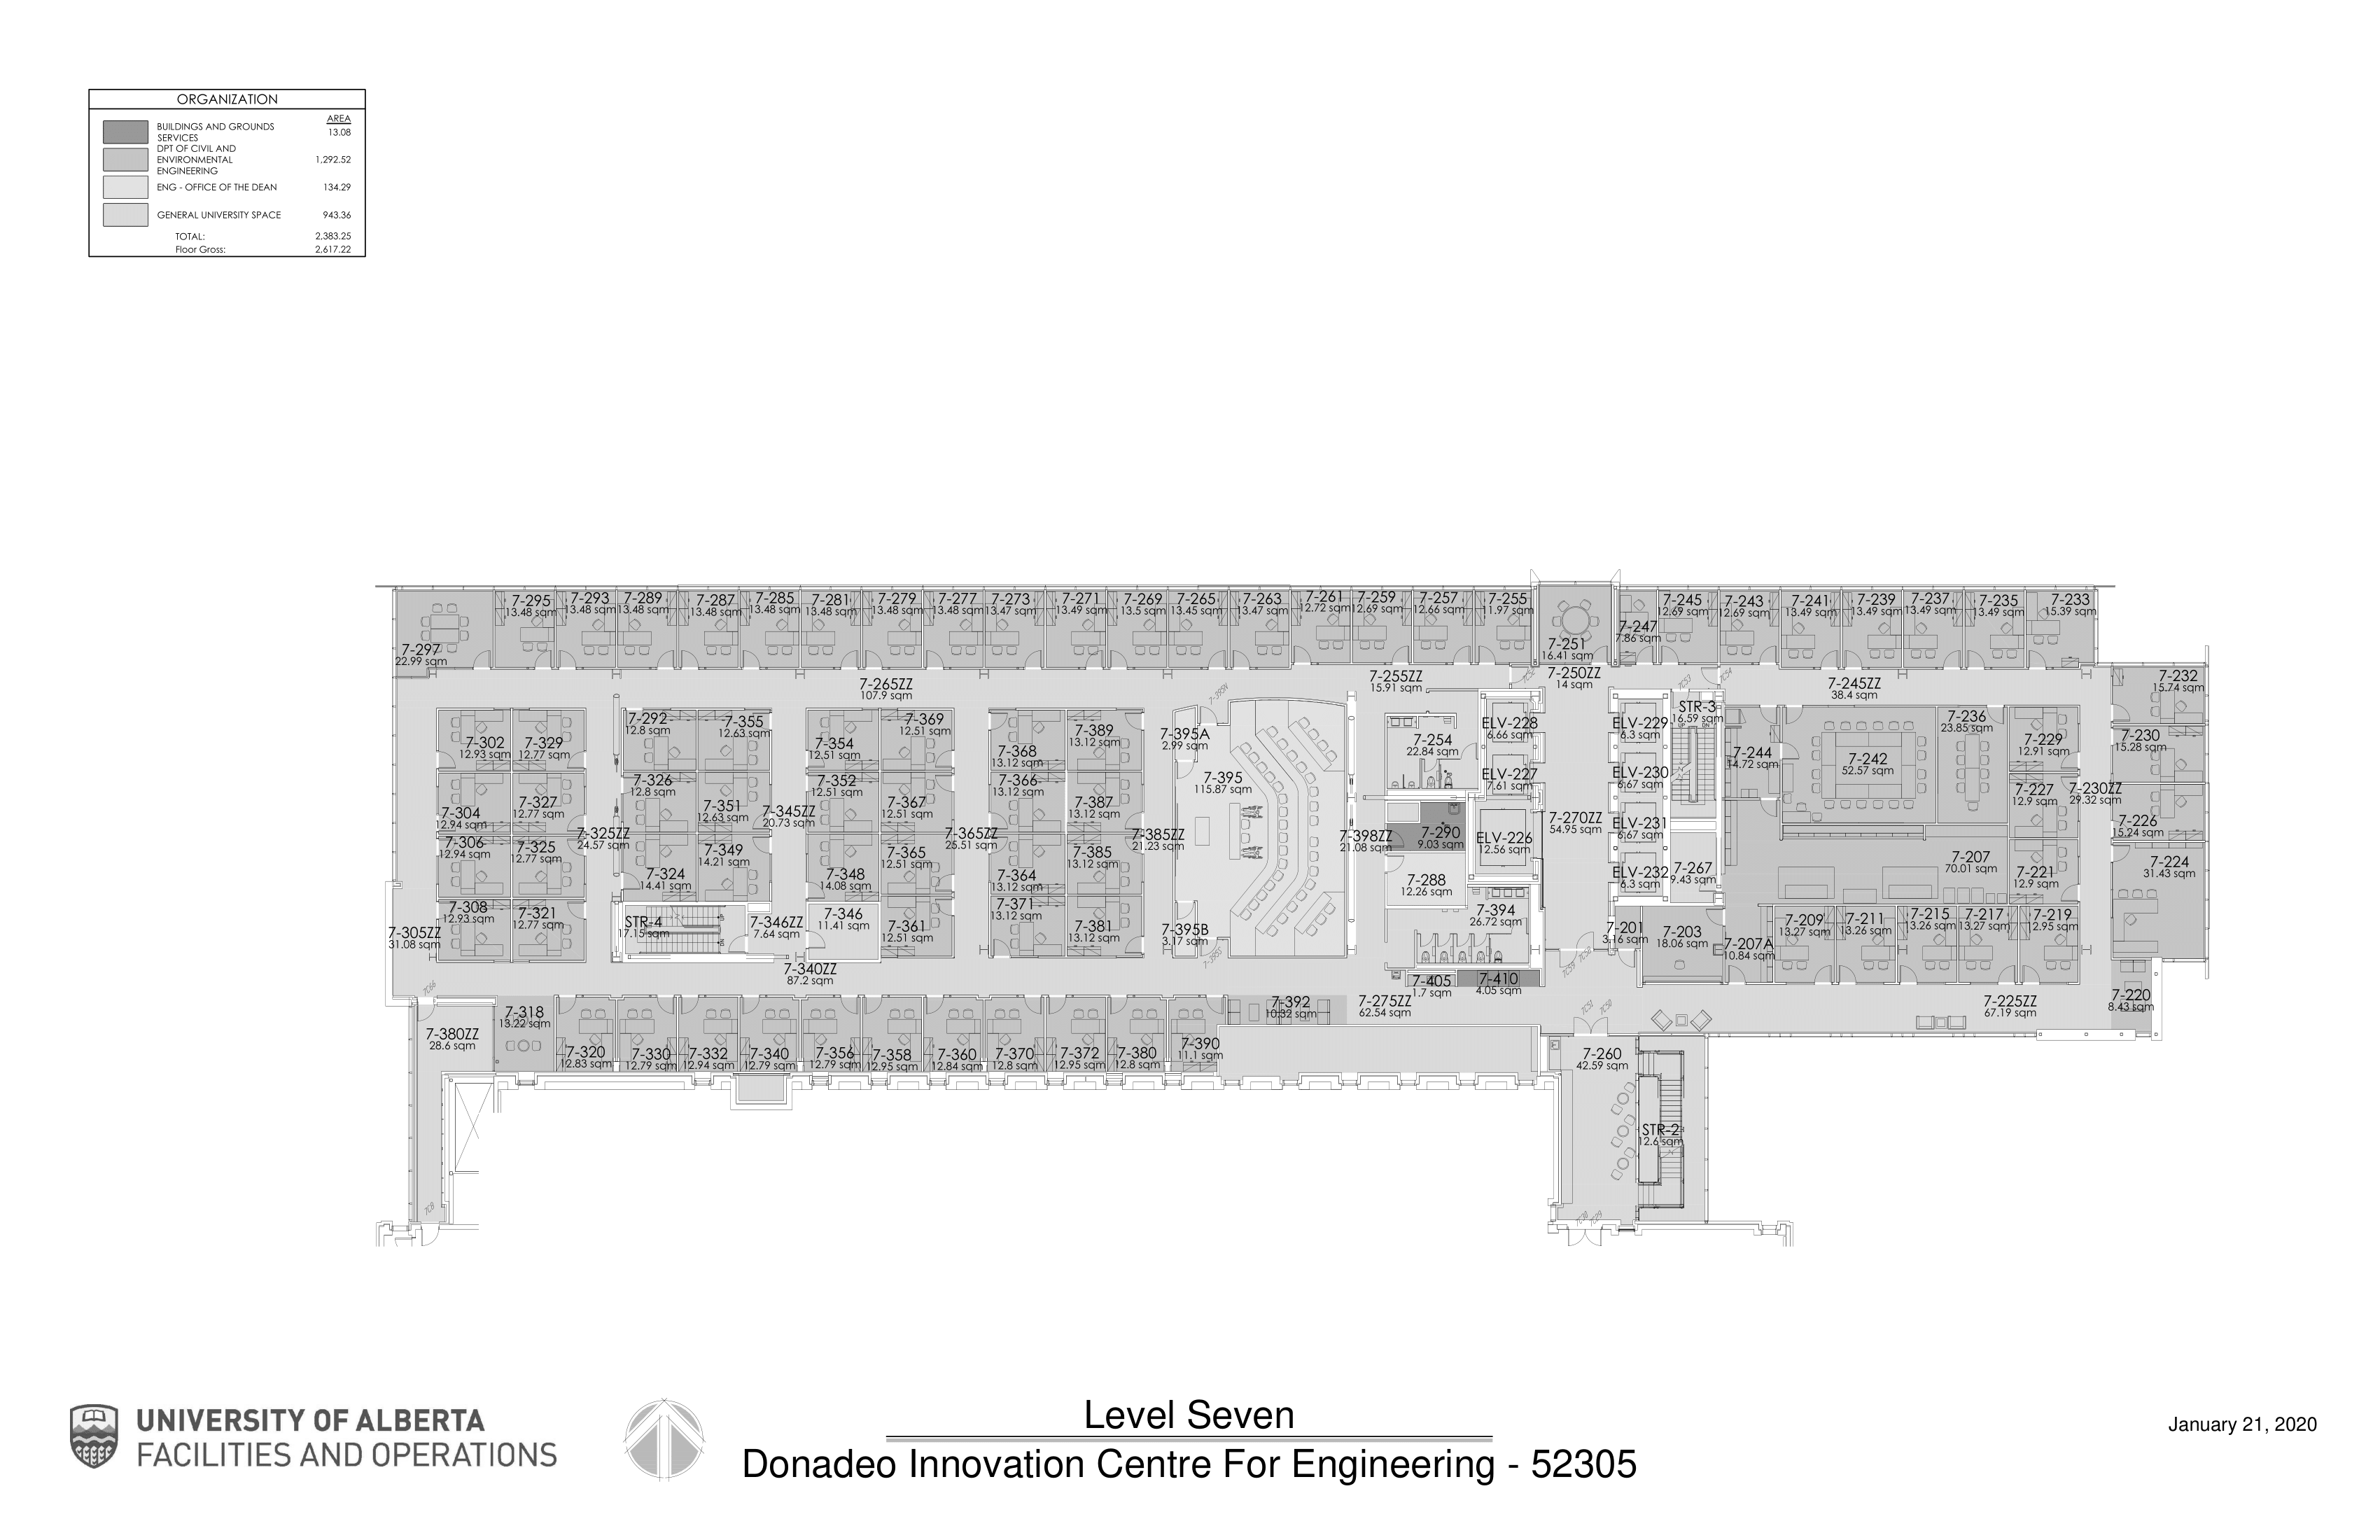 ORGANIZATION
AREA
BUILDINGS AND GROUNDS
SERVICES
13.08
DPT OF CIVIL AND
ENVIRONMENTAL
ENGINEERING
1,292.52
ENG - OFFICE OF THE DEAN
134.29
GENERAL UNIVERSITY SPACE
943.36
TOTAL:
2,383.25
Floor Gross:
2,617.22
7-297
22.99 sqm
7-295
13.48 sqm
7-293
13.48 sqm
7-289
13.48 sqm
7-287
13.48 sqm
7-285
13.48 sqm
7-281
13.48 sqm
7-279
13.48 sqm
7-277
13.48 sqm
7-273
13.47 sqm
7-271
13.49 sqm
7-269
13.5 sqm
7-265
13.45 sqm
7-263
13.47 sqm
7-261
12.72 sqm
7-259
12.69 sqm
7-257
12.66 sqm
7-255
11.97 sqm
7-251
16.41 sqm
7-247
7.86 sqm
7-245
12.69 sqm
7-243
12.69 sqm
7-241
13.49 sqm
7-239
13.49 sqm
7-237
13.49 sqm
7-235
13.49 sqm
7-233
15.39 sqm
7-265ZZ
107.9 sqm
7-255ZZ
15.91 sqm
7-250ZZ
14 sqm
7-245ZZ
38.4 sqm
7-232
15.74 sqm
7C52
7C53
7C54
7-395N
7-302
12.93 sqm
7-329
12.77 sqm
7-292
12.8 sqm
7-355
12.63 sqm
7-354
12.51 sqm
7-369
12.51 sqm
7-368
13.12 sqm
7-389
13.12 sqm
7-395A
2.99 sqm
7-254
22.84 sqm
ELV-228
6.66 sqm
ELV-229
6.3 sqm
STR-3
16.59 sqm
7-244
14.72 sqm
7-242
52.57 sqm
7-236
23.85 sqm
7-229
12.91 sqm
7-230
15.28 sqm
7-304
12.94 sqm
7-327
12.77 sqm
7-326
12.8 sqm
7-351
12.63 sqm
7-345ZZ
20.73 sqm
7-352
12.51 sqm
7-367
12.51 sqm
7-366
13.12 sqm
7-387
13.12 sqm
7-395
115.87 sqm
ELV-227
7.61 sqm
ELV-230
6.67 sqm
7-227
12.9 sqm
7-230ZZ
29.32 sqm
7-226
15.24 sqm
7-306
12.94 sqm
7-325
12.77 sqm
7-325ZZ
24.57 sqm
7-324
14.41 sqm
7-349
14.21 sqm
7-348
14.08 sqm
7-365
12.51 sqm
7-365ZZ
25.51 sqm
7-364
13.12 sqm
7-385
13.12 sqm
7-385ZZ
21.23 sqm
7-398ZZ
21.08 sqm
7-290
9.03 sqm
ELV-226
12.56 sqm
7-270ZZ
54.95 sqm
ELV-231
6.67 sqm
ELV-232
6.3 sqm
7-267
9.43 sqm
7-207
70.01 sqm
7-221
12.9 sqm
7-224
31.43 sqm
7-288
12.26 sqm
7-308
12.93 sqm
7-321
12.77 sqm
STR-4
17.15 sqm
7-346ZZ
7.64 sqm
7-346
11.41 sqm
7-361
12.51 sqm
7-371
13.12 sqm
7-381
13.12 sqm
7-395B
3.17 sqm
7-395S
7-394
26.72 sqm
7-201
3.16 sqm
7-203
18.06 sqm
7-207A
10.84 sqm
7-209
13.27 sqm
7-211
13.26 sqm
7-215
13.26 sqm
7-217
13.27 sqm
7-219
12.95 sqm
7-305ZZ
31.08 sqm
7-340ZZ
87.2 sqm
7-405
1.7 sqm
7-410
4.05 sqm
7C66
7C51
7C50
7-392
10.32 sqm
7-275ZZ
62.54 sqm
7-225ZZ
67.19 sqm
7-220
8.43 sqm
7-380ZZ
28.6 sqm
7-318
13.22 sqm
7-320
12.83 sqm
7-330
12.79 sqm
7-332
12.94 sqm
7-340
12.79 sqm
7-356
12.79 sqm
7-358
12.95 sqm
7-360
12.84 sqm
7-370
12.8 sqm
7-372
12.95 sqm
7-380
12.8 sqm
7-390
11.1 sqm
7-260
42.59 sqm
STR-2
12.6 sqm
7C8
7C30
7C29
UNIVERSITY OF ALBERTA
FACILITIES AND OPERATIONS
Level Seven
Donadeo Innovation Centre For Engineering - 52305
January 21, 2020